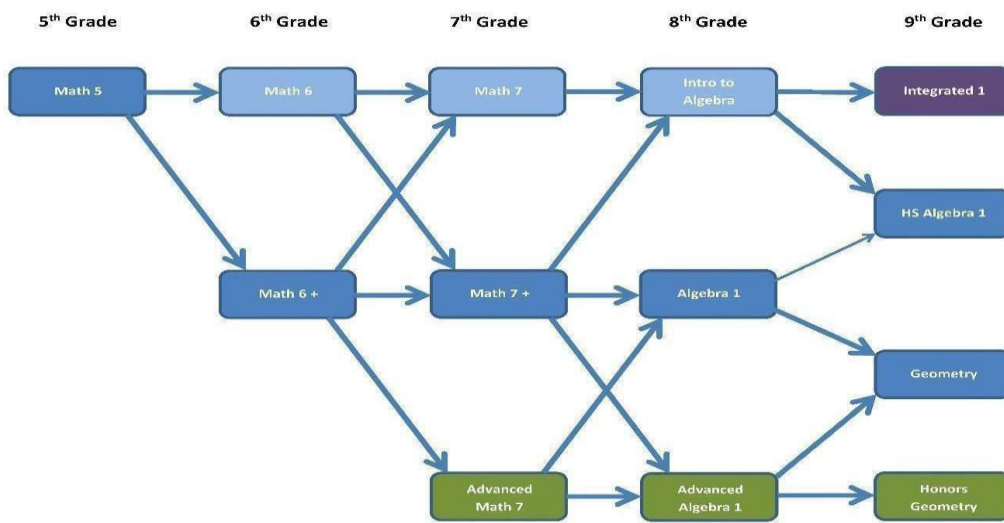 5th Grade
6th Grade
7th Grade
8th Grade
9th Grade
Math 5
Math 6
Math 7
Intro to
Algebra
Integrated 1
HS Algebra 1
Math 6 +
Math 7 +
Algebra 1
Geometry
Advanced
Math 7
Advanced
Algebra 1
Honors
Geometry